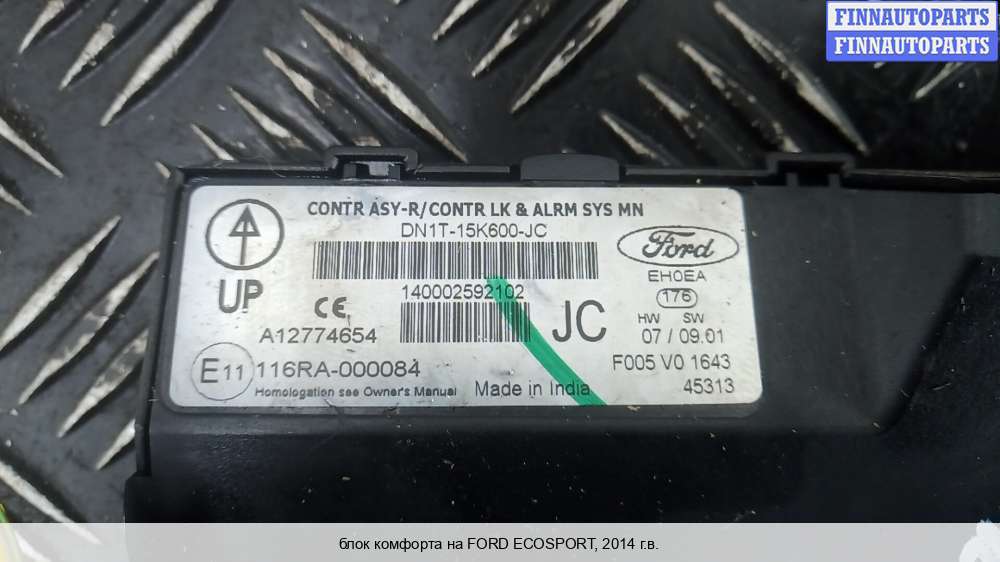 FINNAUTOPARTS
FINNAUTOPARTS
CONTR ASY-R/CONTR LK & ALRM SYS MN
DN1T-15K600-JC
Ford
EH0EA
UP
140002592102
176
CE
JC
HW SW
A12774654
07 / 09.01
E11 116RA-000084
F005 V0 1643
Homologation see Owner's Manual
Made in India
45313
блок комфорта на FORD ECOSPORT, 2014 г.в.